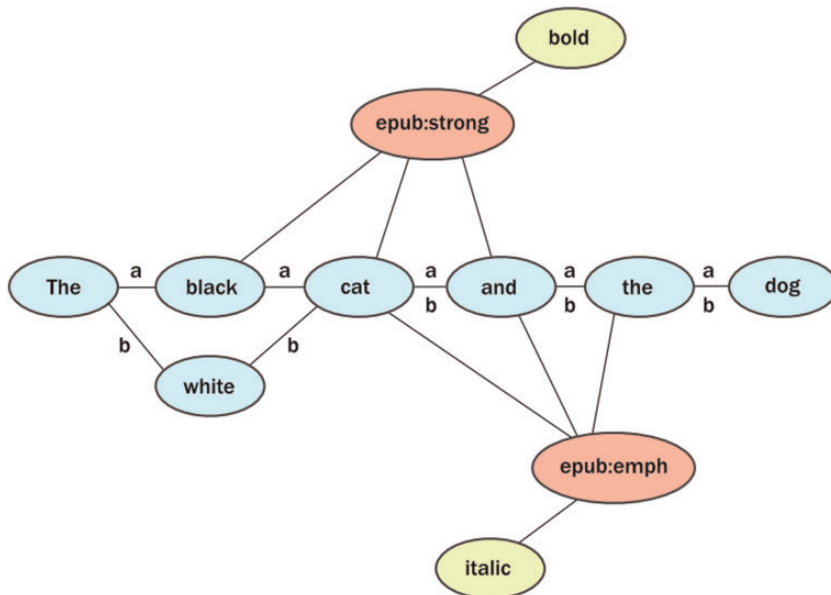 bold
epub:strong
a a a a a
The black cat and the dog
b b b
b b
white
epub:emph
italic